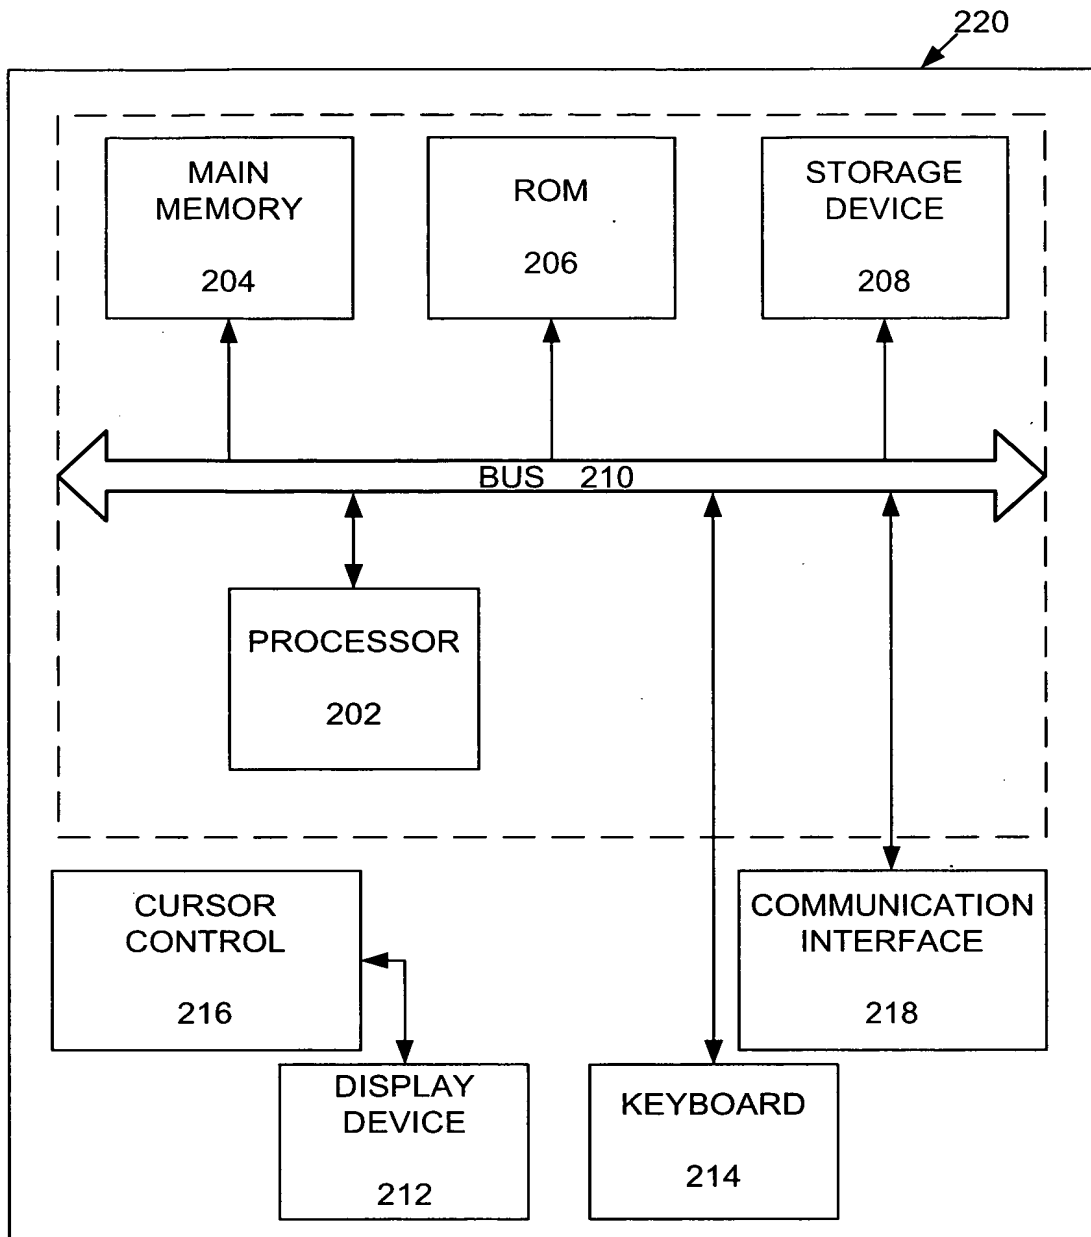 220
MAIN
MEMORY
204
ROM
206
STORAGE
DEVICE
208
BUS 210
PROCESSOR
202
CURSOR
CONTROL
216
COMMUNICATION
INTERFACE
218
DISPLAY
DEVICE
212
KEYBOARD
214